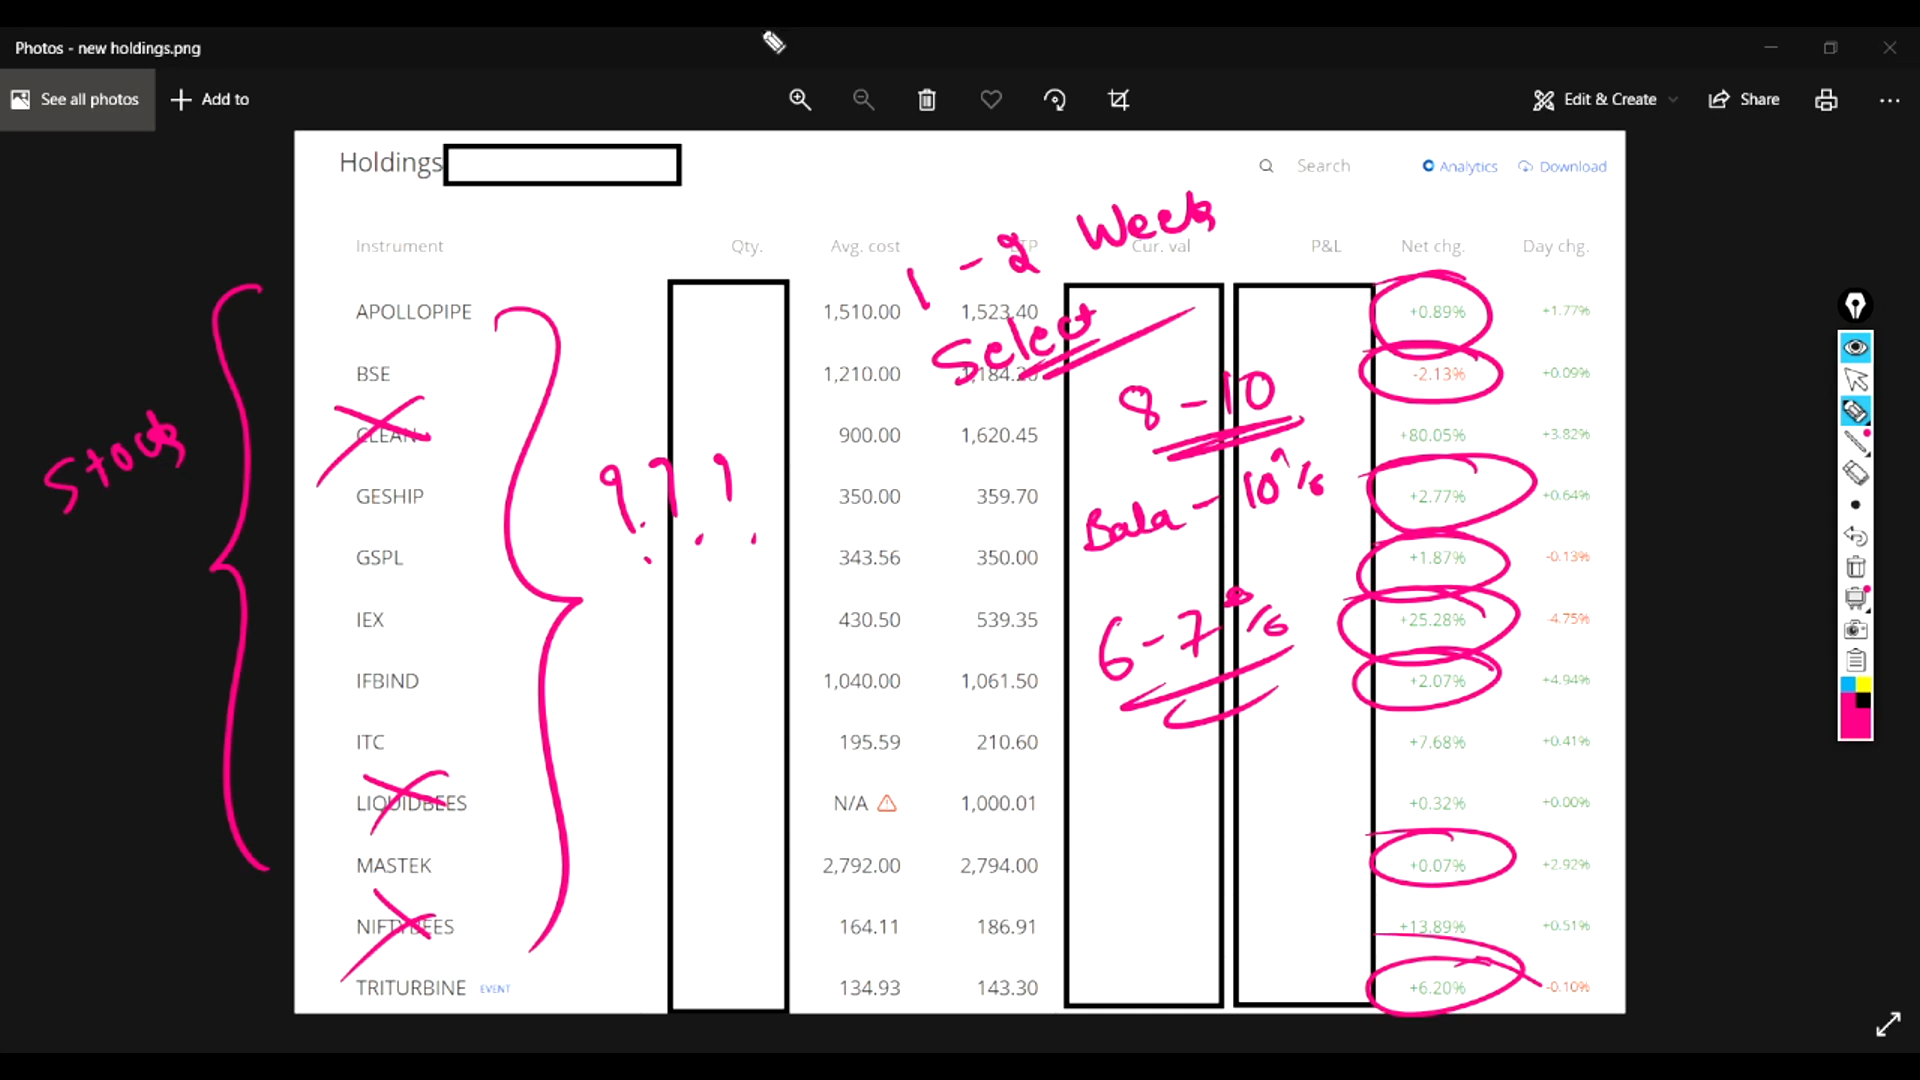 Photos - new holdings.png
See all photos
Add to
Edit & Create
Share
Holdings
Search
Analytics
Download
1 - 2 Weeks
Instrument Qty. Avg. cost LTP Cur. val P&L Net chg. Day chg.
APOLLOPIPE 1,510.00 1,523.40 +0.89% +1.77%
Select
BSE 1,210.00 1,184.20 -2.13% +0.09%
8 - 10
CLEAN 900.00 1,620.45 +80.05% +3.82%
Stocks
???
GESHIP 350.00 359.70 +2.77% +0.64%
Bala - 10%
GSPL 343.56 350.00 +1.87% -0.13%
IEX 430.50 539.35 +25.28% -4.75%
6 - 7%
IFBIND 1,040.00 1,061.50 +2.07% +4.94%
ITC 195.59 210.60 +7.68% +0.41%
LIQUIDBEES N/A 1,000.01 +0.32% +0.00%
MASTEK 2,792.00 2,794.00 +0.07% +2.92%
NIFTYBEES 164.11 186.91 +13.89% +0.51%
TRITURBINE EVENT 134.93 143.30 +6.20% -0.10%